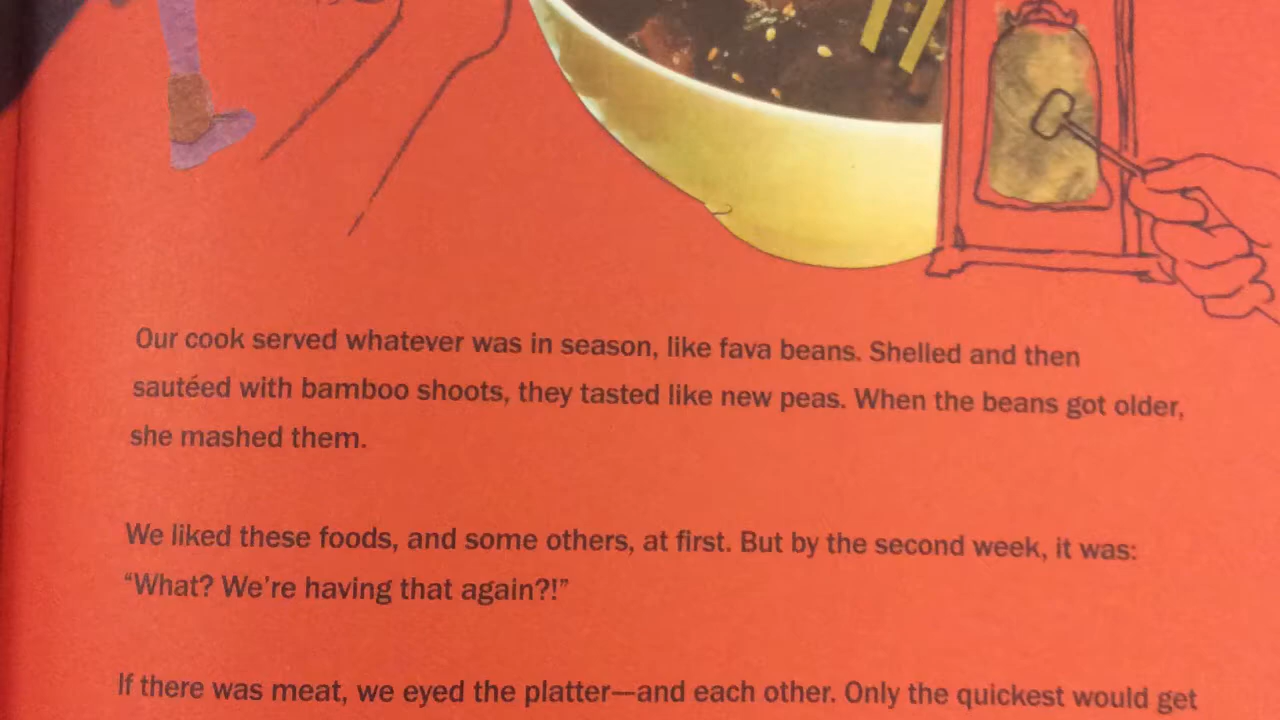 Our cook served whatever was in season, like fava beans. Shelled and then
sautéed with bamboo shoots, they tasted like new peas. When the beans got older,
she mashed them.
We liked these foods, and some others, at first. But by the second week, it was:
“What? We’re having that again?!”
If there was meat, we eyed the platter—and each other. Only the quickest would get